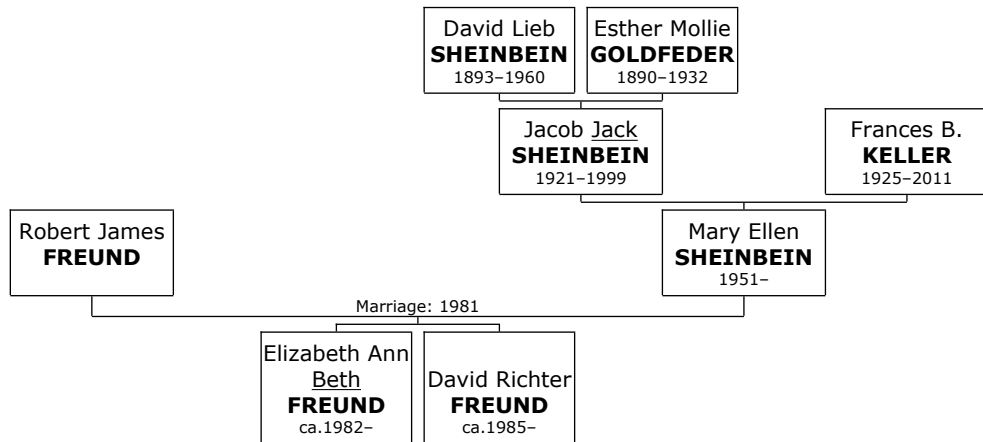 David Lieb
SHEINBEIN
1893–1960
Esther Mollie
GOLDFEDER
1890–1932
Jacob Jack
SHEINBEIN
1921–1999
Frances B.
KELLER
1925–2011
Robert James
FREUND
Mary Ellen
SHEINBEIN
1951–
Marriage: 1981
Elizabeth Ann
Beth
FREUND
ca.1982–
David Richter
FREUND
ca.1985–